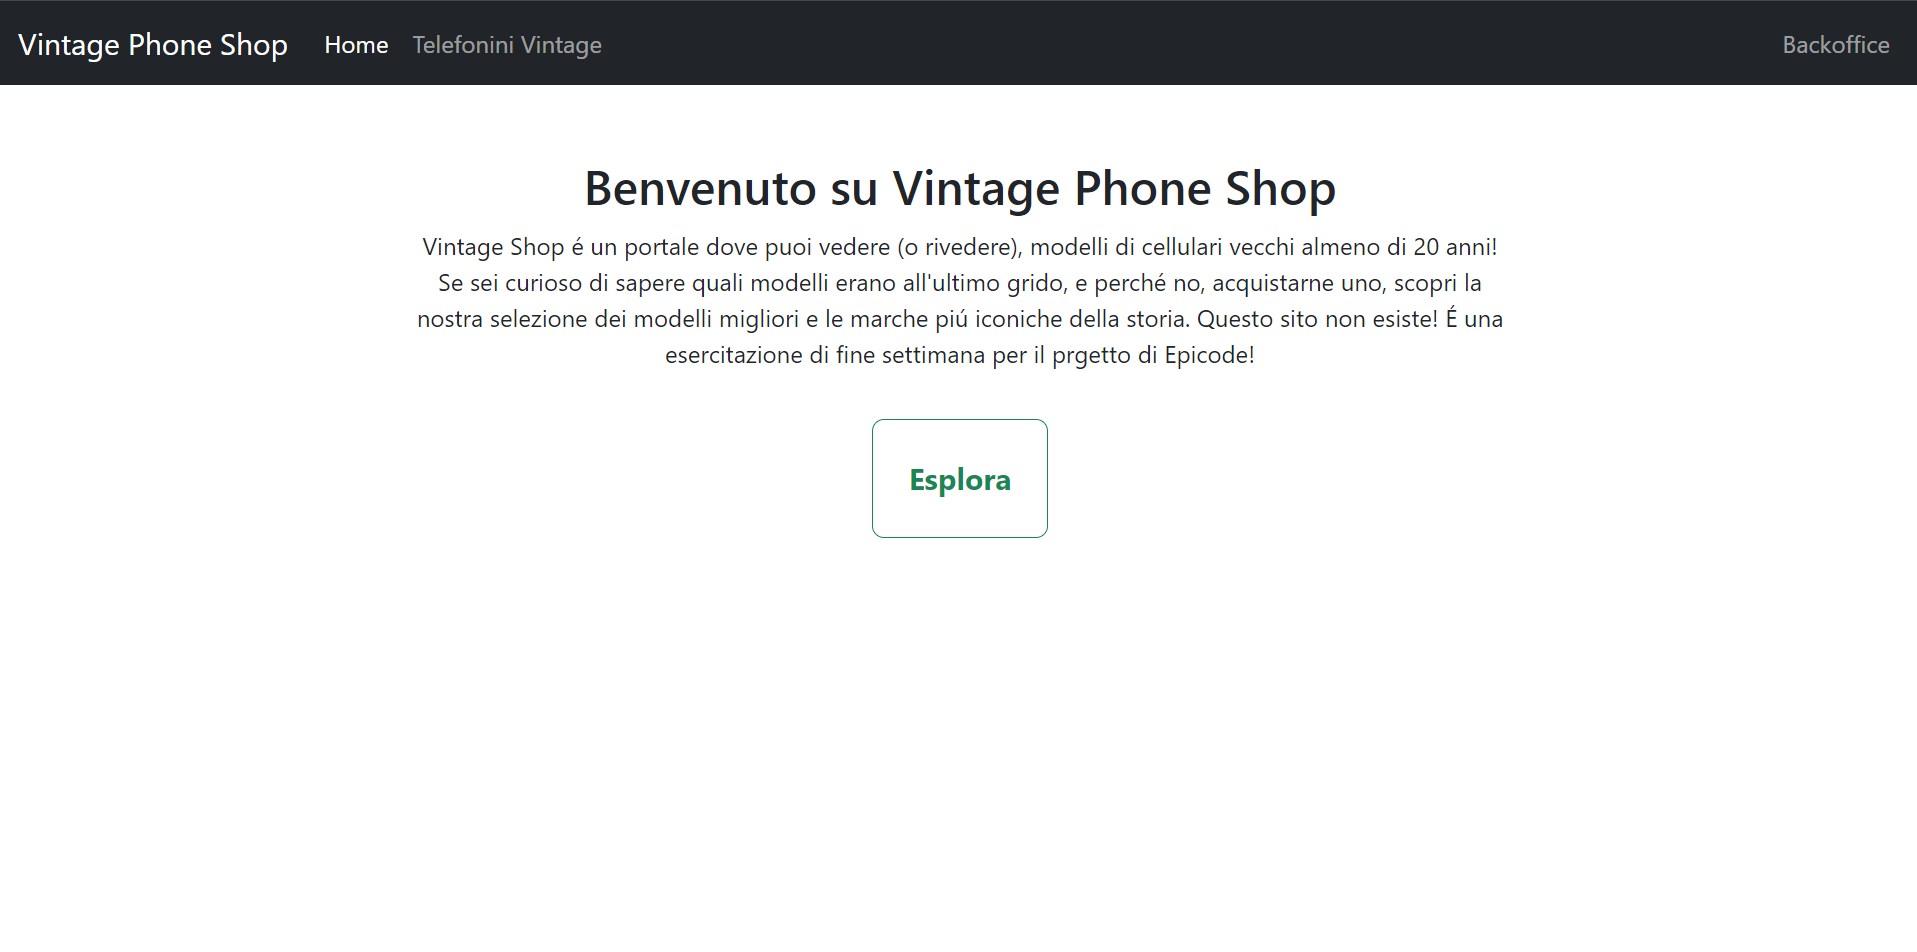 Vintage Phone Shop Home Telefonini Vintage Backoffice
Benvenuto su Vintage Phone Shop
Vintage Shop é un portale dove puoi vedere (o rivedere), modelli di cellulari vecchi almeno di 20 anni!
Se sei curioso di sapere quali modelli erano all'ultimo grido, e perché no, acquistarne uno, scopri la
nostra selezione dei modelli migliori e le marche piú iconiche della storia. Questo sito non esiste! É una
esercitazione di fine settimana per il prgetto di Epicode!
Esplora